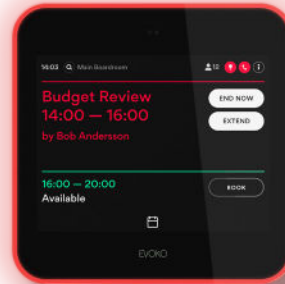 14:03 Main Boardroom 12
Budget Review
END NOW
14:00 — 16:00
EXTEND
by Bob Andersson
16:00 — 20:00
BOOK
Available
EVOKO